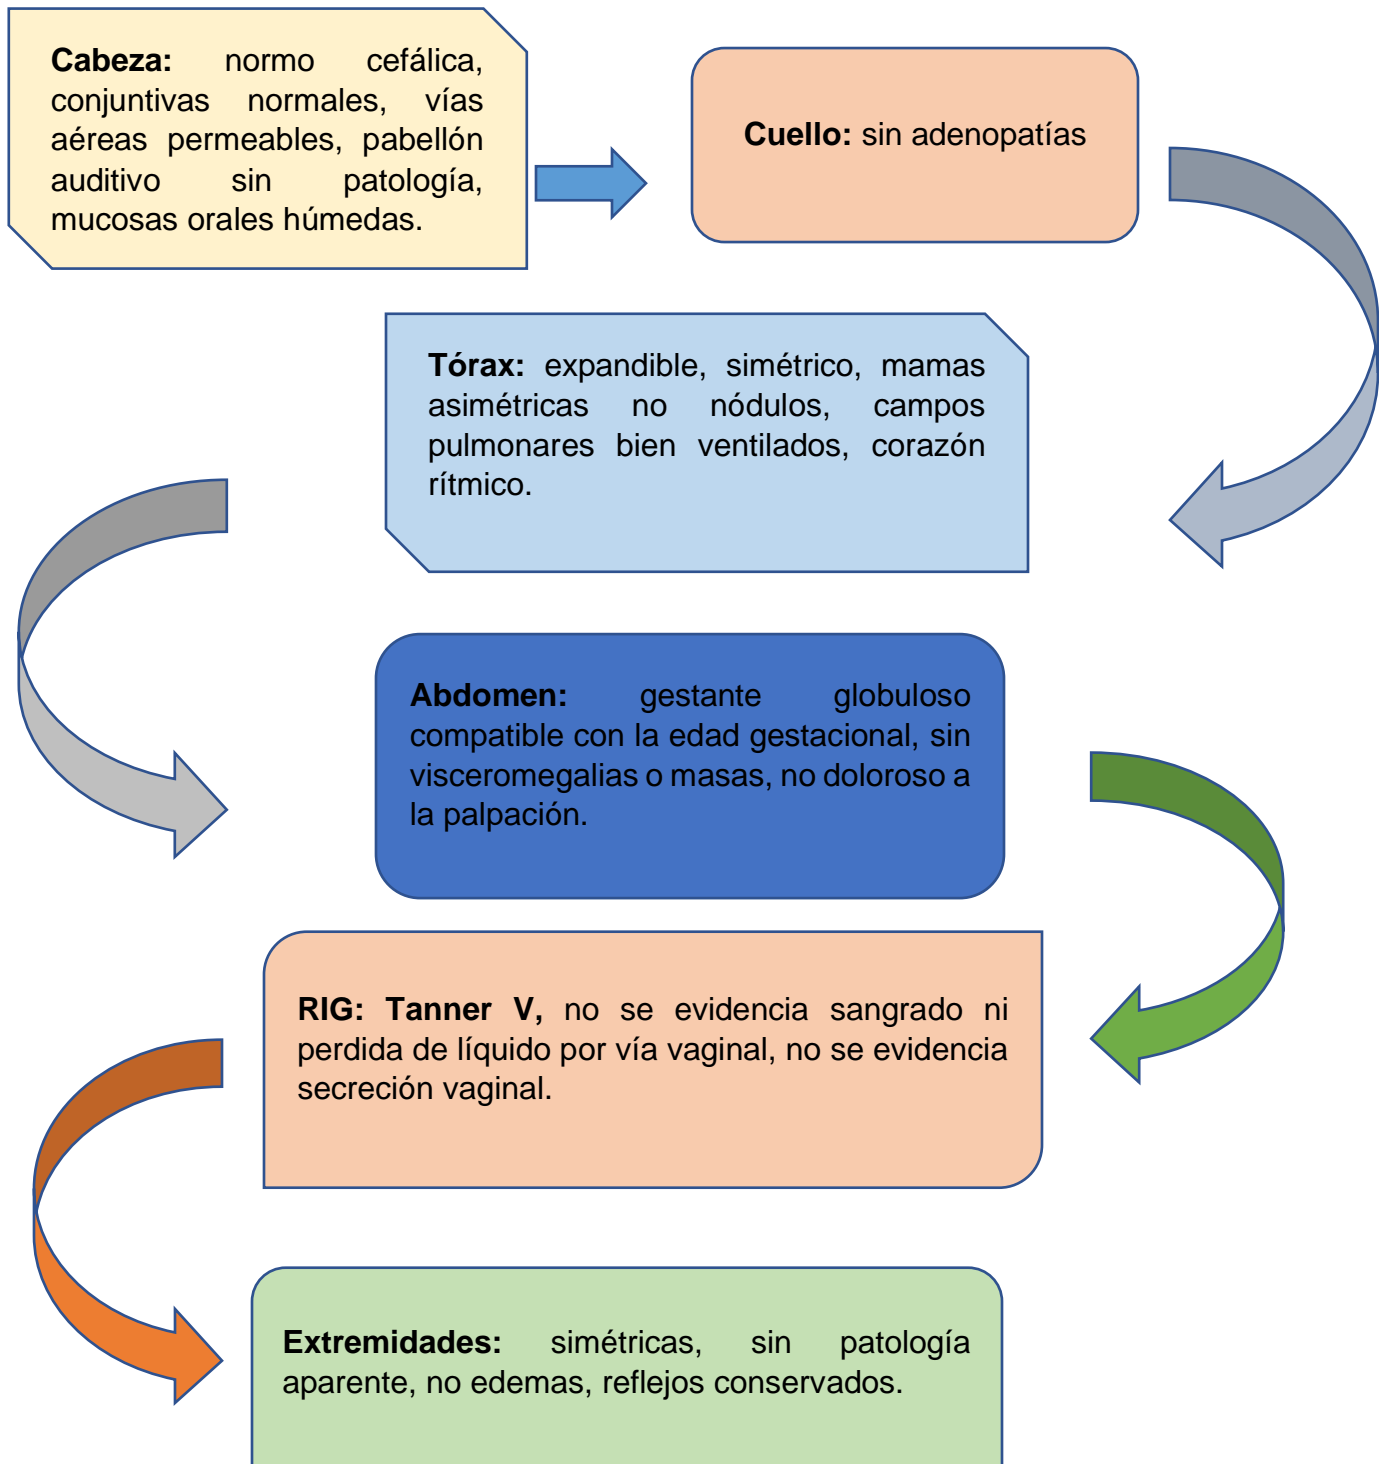 Cabeza: normo cefálica,
conjuntivas normales, vías
aéreas permeables, pabellón
auditivo sin patología,
mucosas orales húmedas.
Cuello: sin adenopatías
Tórax: expandible, simétrico, mamas
asimétricas no nódulos, campos
pulmonares bien ventilados, corazón
rítmico.
Abdomen: gestante globuloso
compatible con la edad gestacional, sin
visceromegalias o masas, no doloroso a
la palpación.
RIG: Tanner V, no se evidencia sangrado ni
perdida de líquido por vía vaginal, no se evidencia
secreción vaginal.
Extremidades: simétricas, sin patología
aparente, no edemas, reflejos conservados.